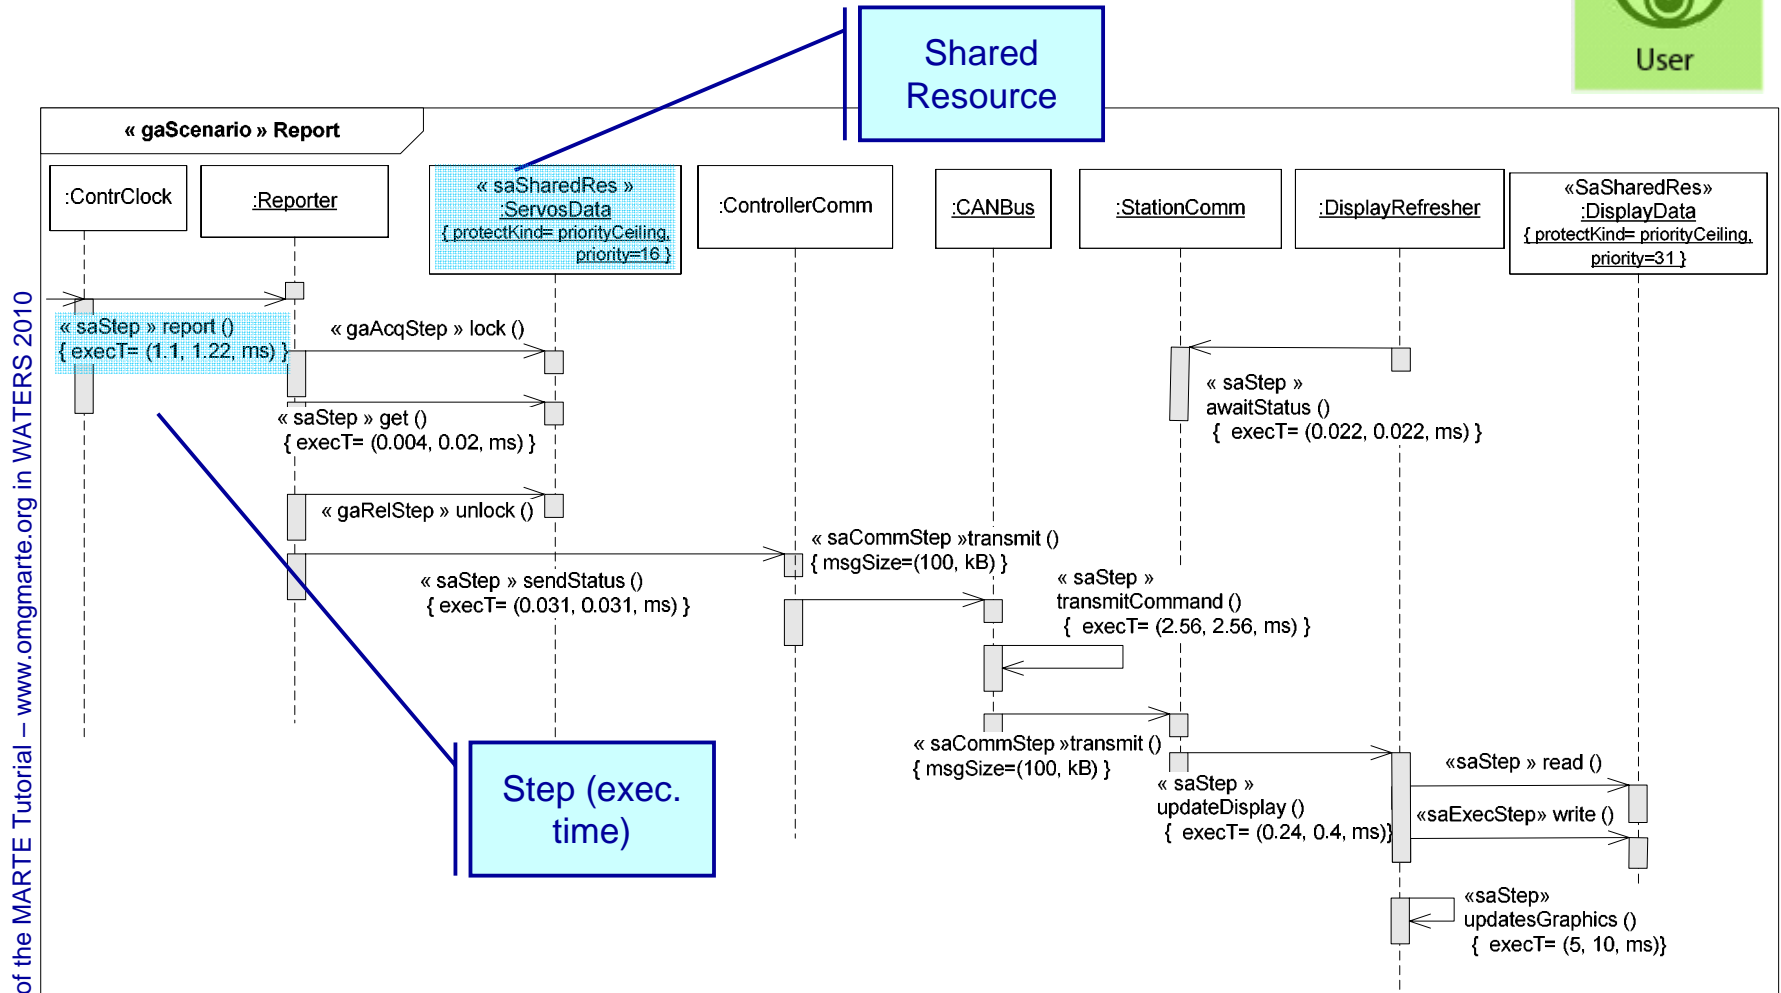 Shared
Resource
User
« gaScenario » Report
:ContrClock
:Reporter
« saSharedRes »
:ServosData
{ protectKind= priorityCeiling,
priority=16 }
:ControllerComm
:CANBus
:StationComm
:DisplayRefresher
«SaSharedRes»
:DisplayData
{ protectKind= priorityCeiling,
priority=31 }
« saStep » report ()
{ execT= (1.1, 1.22, ms) }
« gaAcqStep » lock ()
« saStep » get ()
{ execT= (0.004, 0.02, ms) }
« saStep »
awaitStatus ()
{ execT= (0.022, 0.022, ms) }
« gaRelStep » unlock ()
« saCommStep »transmit ()
{ msgSize=(100, kB) }
« saStep » sendStatus ()
{ execT= (0.031, 0.031, ms) }
« saStep »
transmitCommand ()
{ execT= (2.56, 2.56, ms) }
« saCommStep »transmit ()
{ msgSize=(100, kB) }
« saStep »
updateDisplay ()
{ execT= (0.24, 0.4, ms)}
«saStep » read ()
«saExecStep» write ()
«saStep»
updatesGraphics ()
{ execT= (5, 10, ms)}
Step (exec.
time)
of the MARTE Tutorial – www.omgmarte.org in WATERS 2010